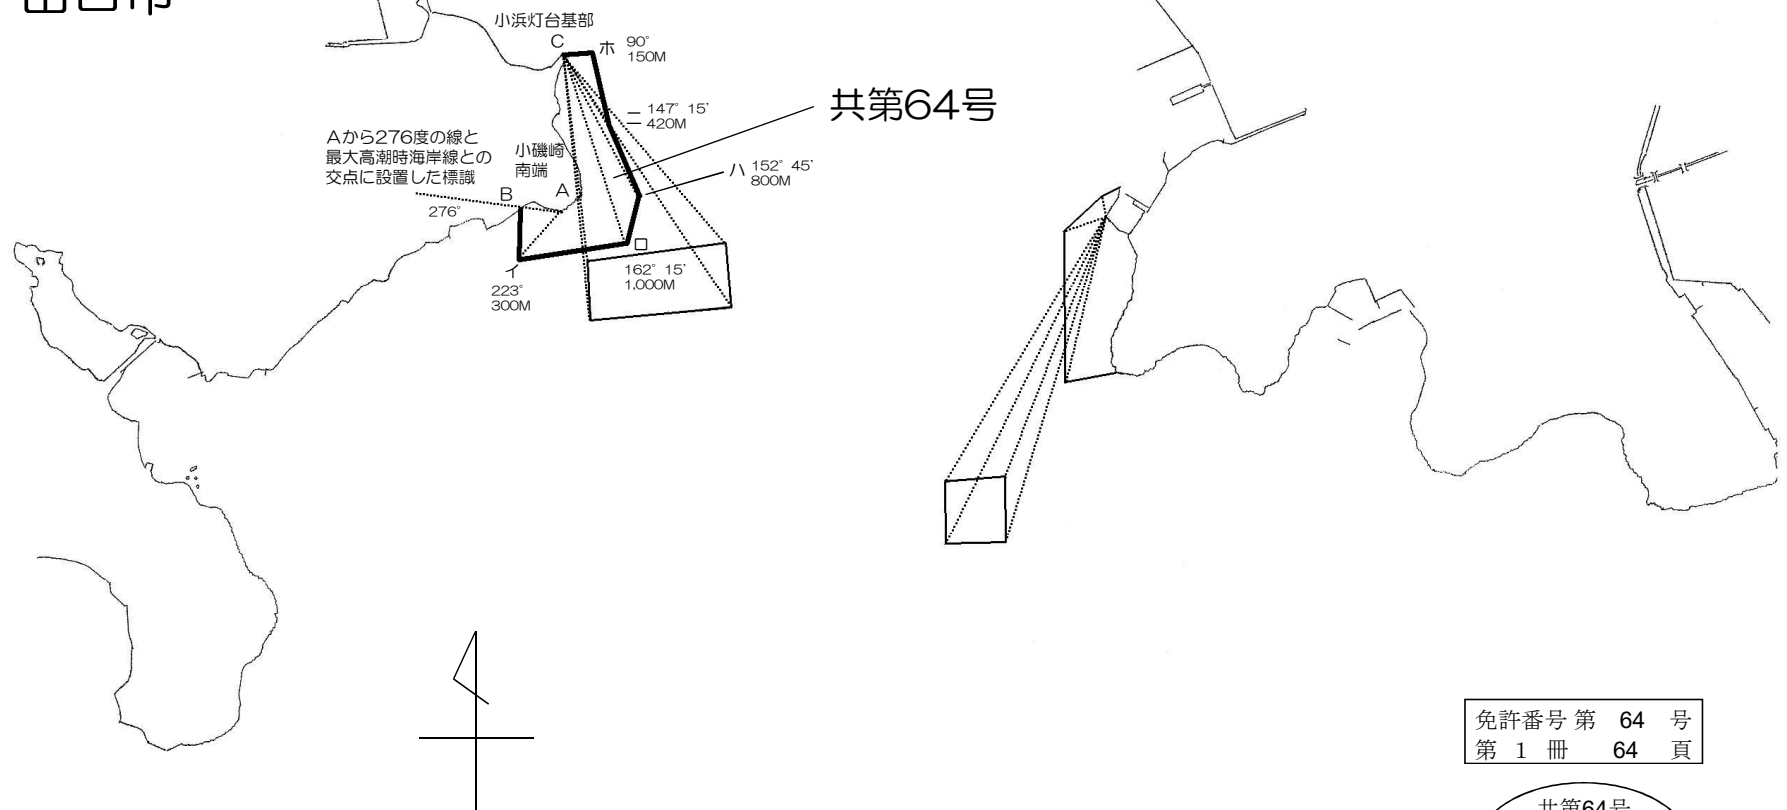 小浜灯台基部
C
ホ 90°
150M
ニ 147° 15′
420M
共第64号
ハ 152° 45′
800M
Aから276度の線と
最大高潮時海岸線との
交点に設置した標識
小磯崎
南端
B
A
276°
ロ
162° 15′
1,000M
イ
223°
300M
免許番号 第 64 号
第 1 冊 64 頁
共第64号